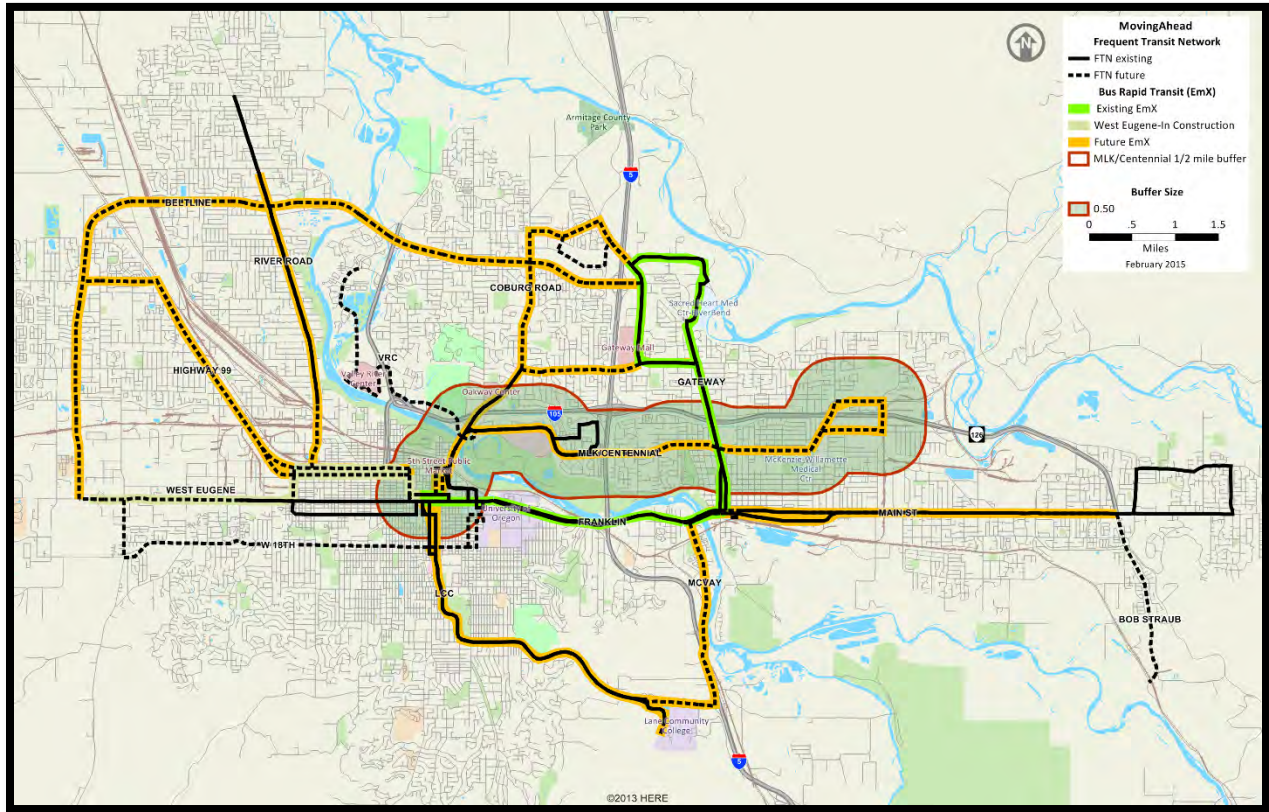 MovingAhead
Frequent Transit Network
FTN existing
FTN future
Bus Rapid Transit (EmX)
Existing EmX
West Eugene-In Construction
Future EmX
MLK/Centennial 1/2 mile buffer
Buffer Size
0.50
0 .5 1 1.5
Miles
February 2015
N
Armitage County
Park
5
BELTLINE
RIVER ROAD
COBURG ROAD
Sacred Heart Med
Ctr-RiverBend
Gateway Mall
VRC
Valley River
Center
HIGHWAY 99
GATEWAY
Oakway Center
105
126
MLK/CENTENNIAL
5th Street Public
Market
McKenzie-Willamette
Medical
Ctr
WEST EUGENE
University of
Oregon
FRANKLIN
MAIN ST
W 18TH
LCC
MCVAY
BOB STRAUB
Lane Community
College
5
©2013 HERE